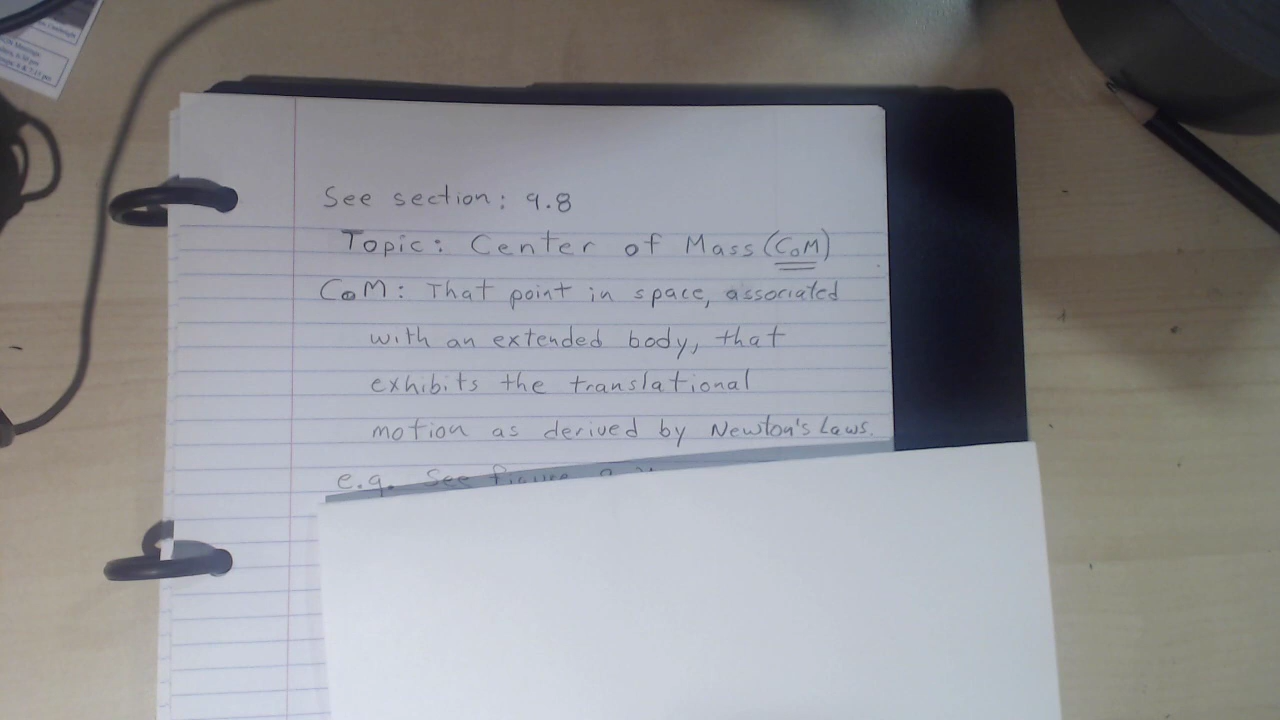 See section: 9.8
Topic: Center of Mass (CoM)
CoM: That point in space, associated
with an extended body, that
exhibits the translational
motion as derived by Newton's Laws.
e.g. See figure